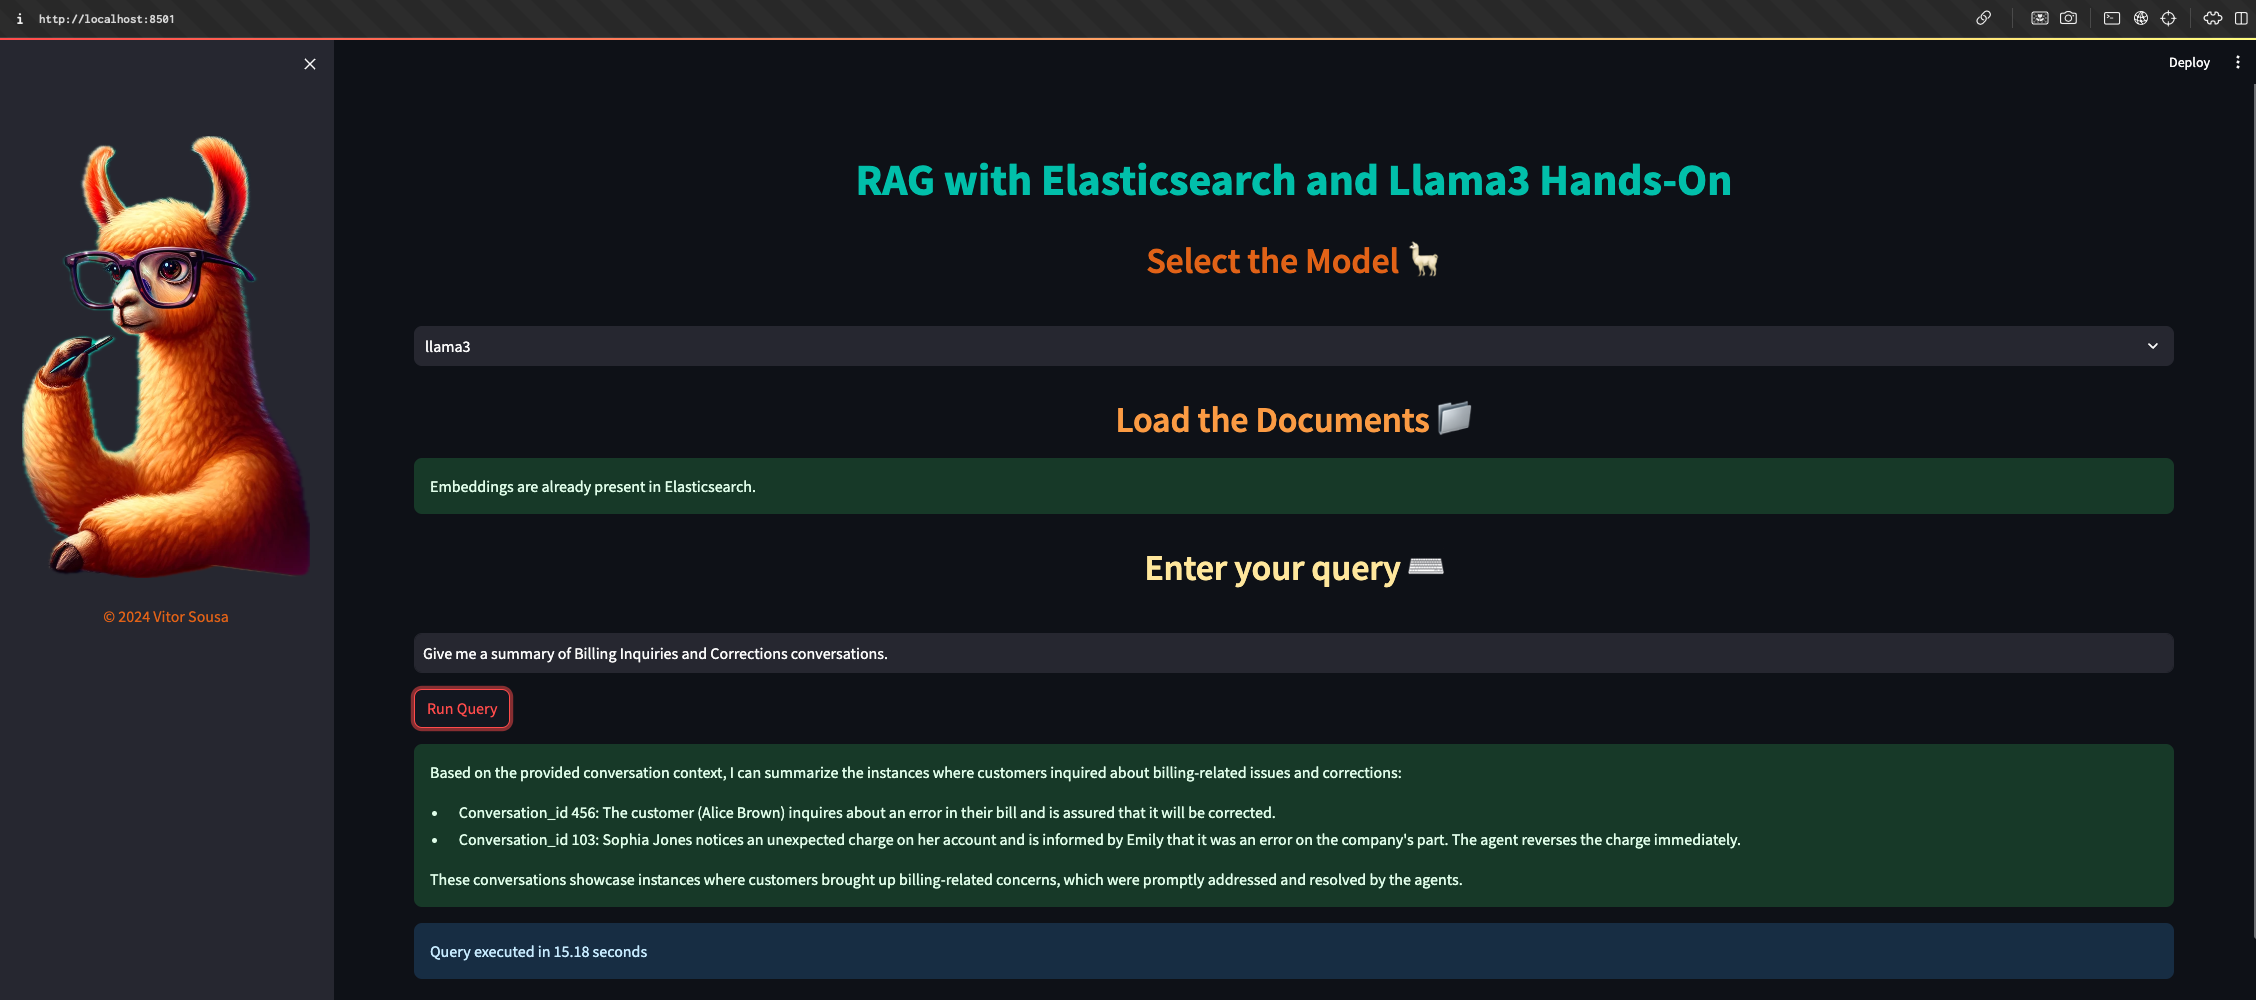 http://localhost:8501
Deploy
RAG with Elasticsearch and Llama3 Hands-On
Select the Model 🦙
llama3
Load the Documents 📁
Embeddings are already present in Elasticsearch.
Enter your query ⌨️
© 2024 Vitor Sousa
Give me a summary of Billing Inquiries and Corrections conversations.
Run Query
Based on the provided conversation context, I can summarize the instances where customers inquired about billing-related issues and corrections:
• Conversation_id 456: The customer (Alice Brown) inquires about an error in their bill and is assured that it will be corrected.
• Conversation_id 103: Sophia Jones notices an unexpected charge on her account and is informed by Emily that it was an error on the company's part. The agent reverses the charge immediately.
These conversations showcase instances where customers brought up billing-related concerns, which were promptly addressed and resolved by the agents.
Query executed in 15.18 seconds